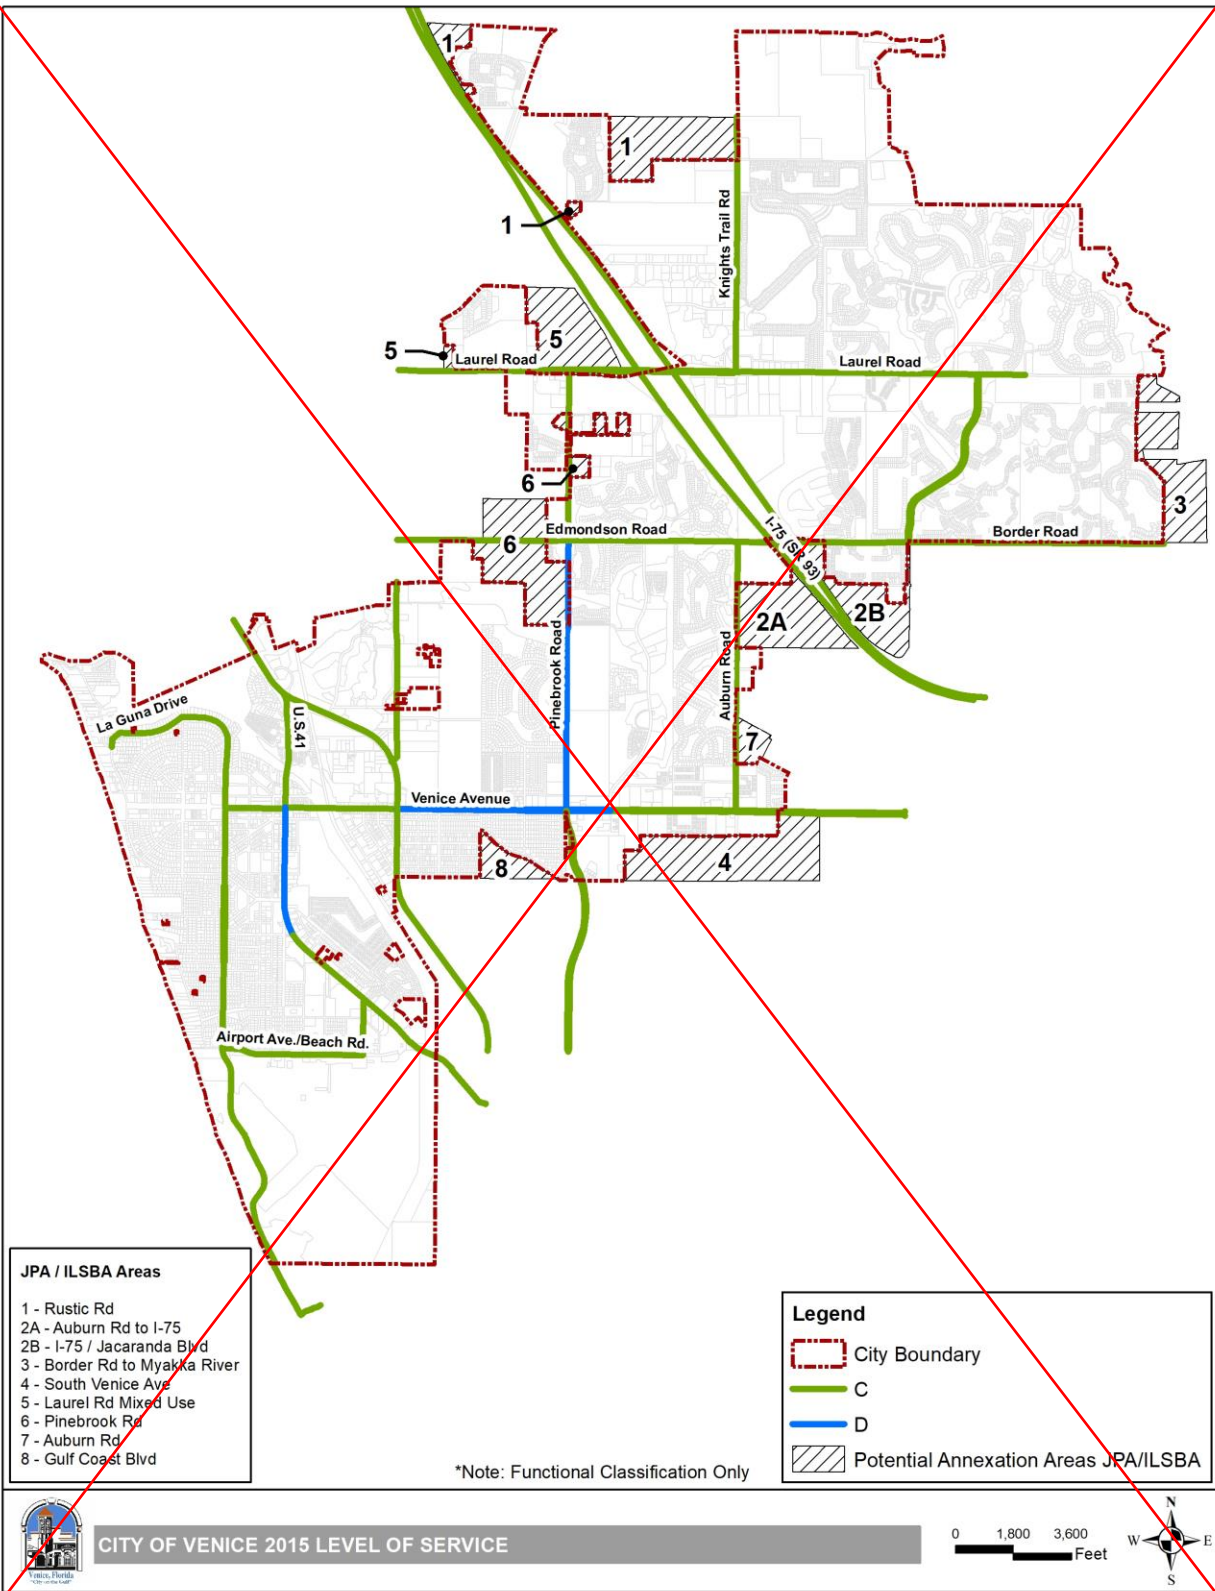 1
1
1
Knights Trail Rd
5
5
Laurel Road
Laurel Road
6
3
I-75 (SR 93)
Edmondson Road
Border Road
6
2A
2B
Pinebrook Road
Auburn Road
La Guna Drive
U.S.41
7
Venice Avenue
8
4
Airport Ave./Beach Rd.
JPA / ILSBA Areas
1 - Rustic Rd
2A - Auburn Rd to I-75
2B - I-75 / Jacaranda Blvd
3 - Border Rd to Myakka River
4 - South Venice Ave
5 - Laurel Rd Mixed Use
6 - Pinebrook Rd
7 - Auburn Rd
8 - Gulf Coast Blvd
*Note: Functional Classification Only
Legend
City Boundary
C
D
Potential Annexation Areas JPA/ILSBA
Venice, Florida
"City on the Gulf"
CITY OF VENICE 2015 LEVEL OF SERVICE
0 1,800 3,600
Feet
N
W E
S